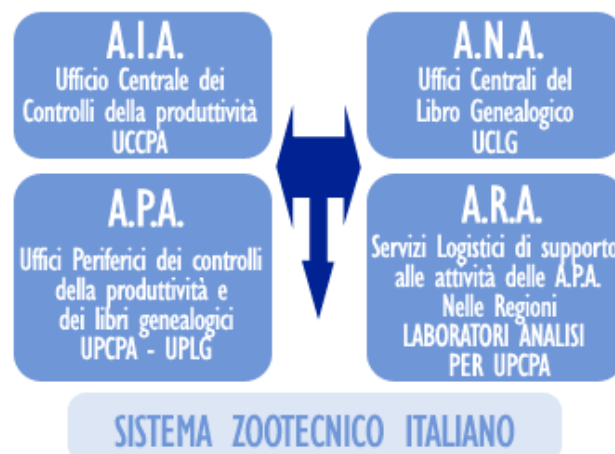 A.I.A.
Ufficio Centrale dei
Controlli della produttività
UCCPA
A.N.A.
Uffici Centrali del
Libro Genealogico
UCLG
A.P.A.
Uffici Periferici dei controlli
della produttività e
dei libri genealogici
UPCPA - UPLG
A.R.A.
Servizi Logistici di supporto
alle attività delle A.P.A.
Nelle Regioni
LABORATORI ANALISI
PER UPCPA
SISTEMA ZOOTECNICO ITALIANO